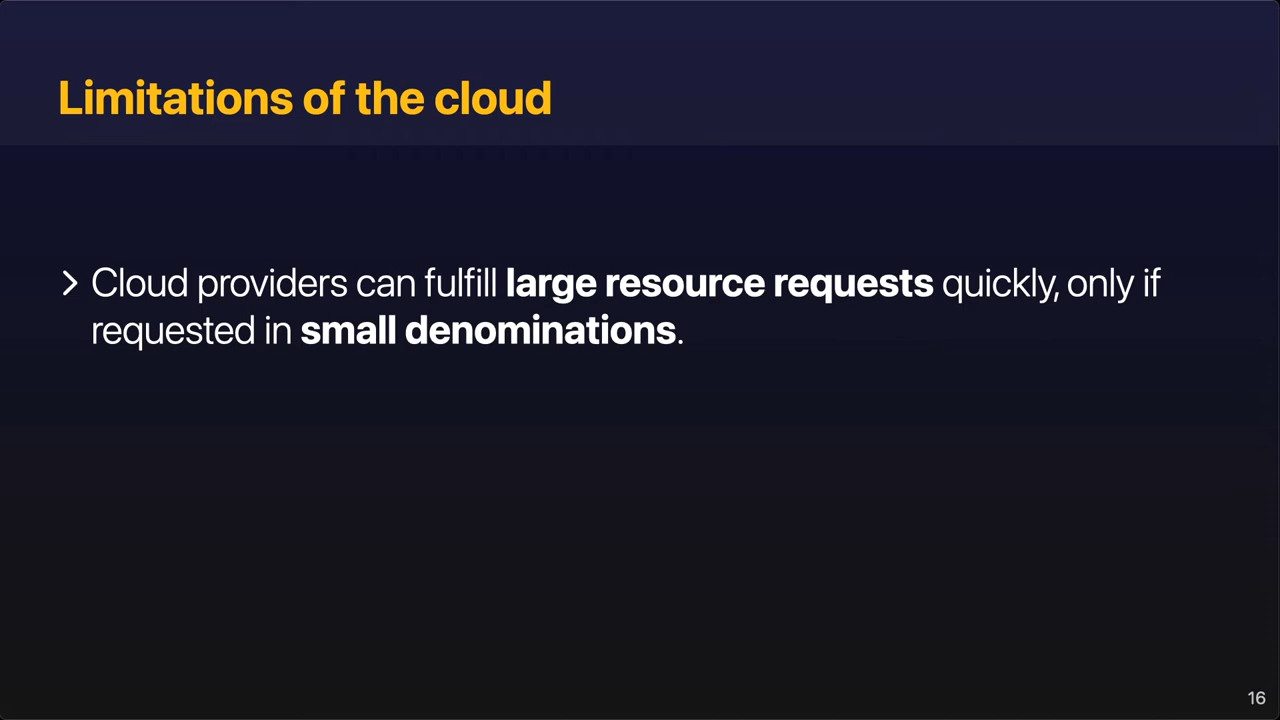 Limitations of the cloud
Cloud providers can fulfill large resource requests quickly, only if
requested in small denominations.
16